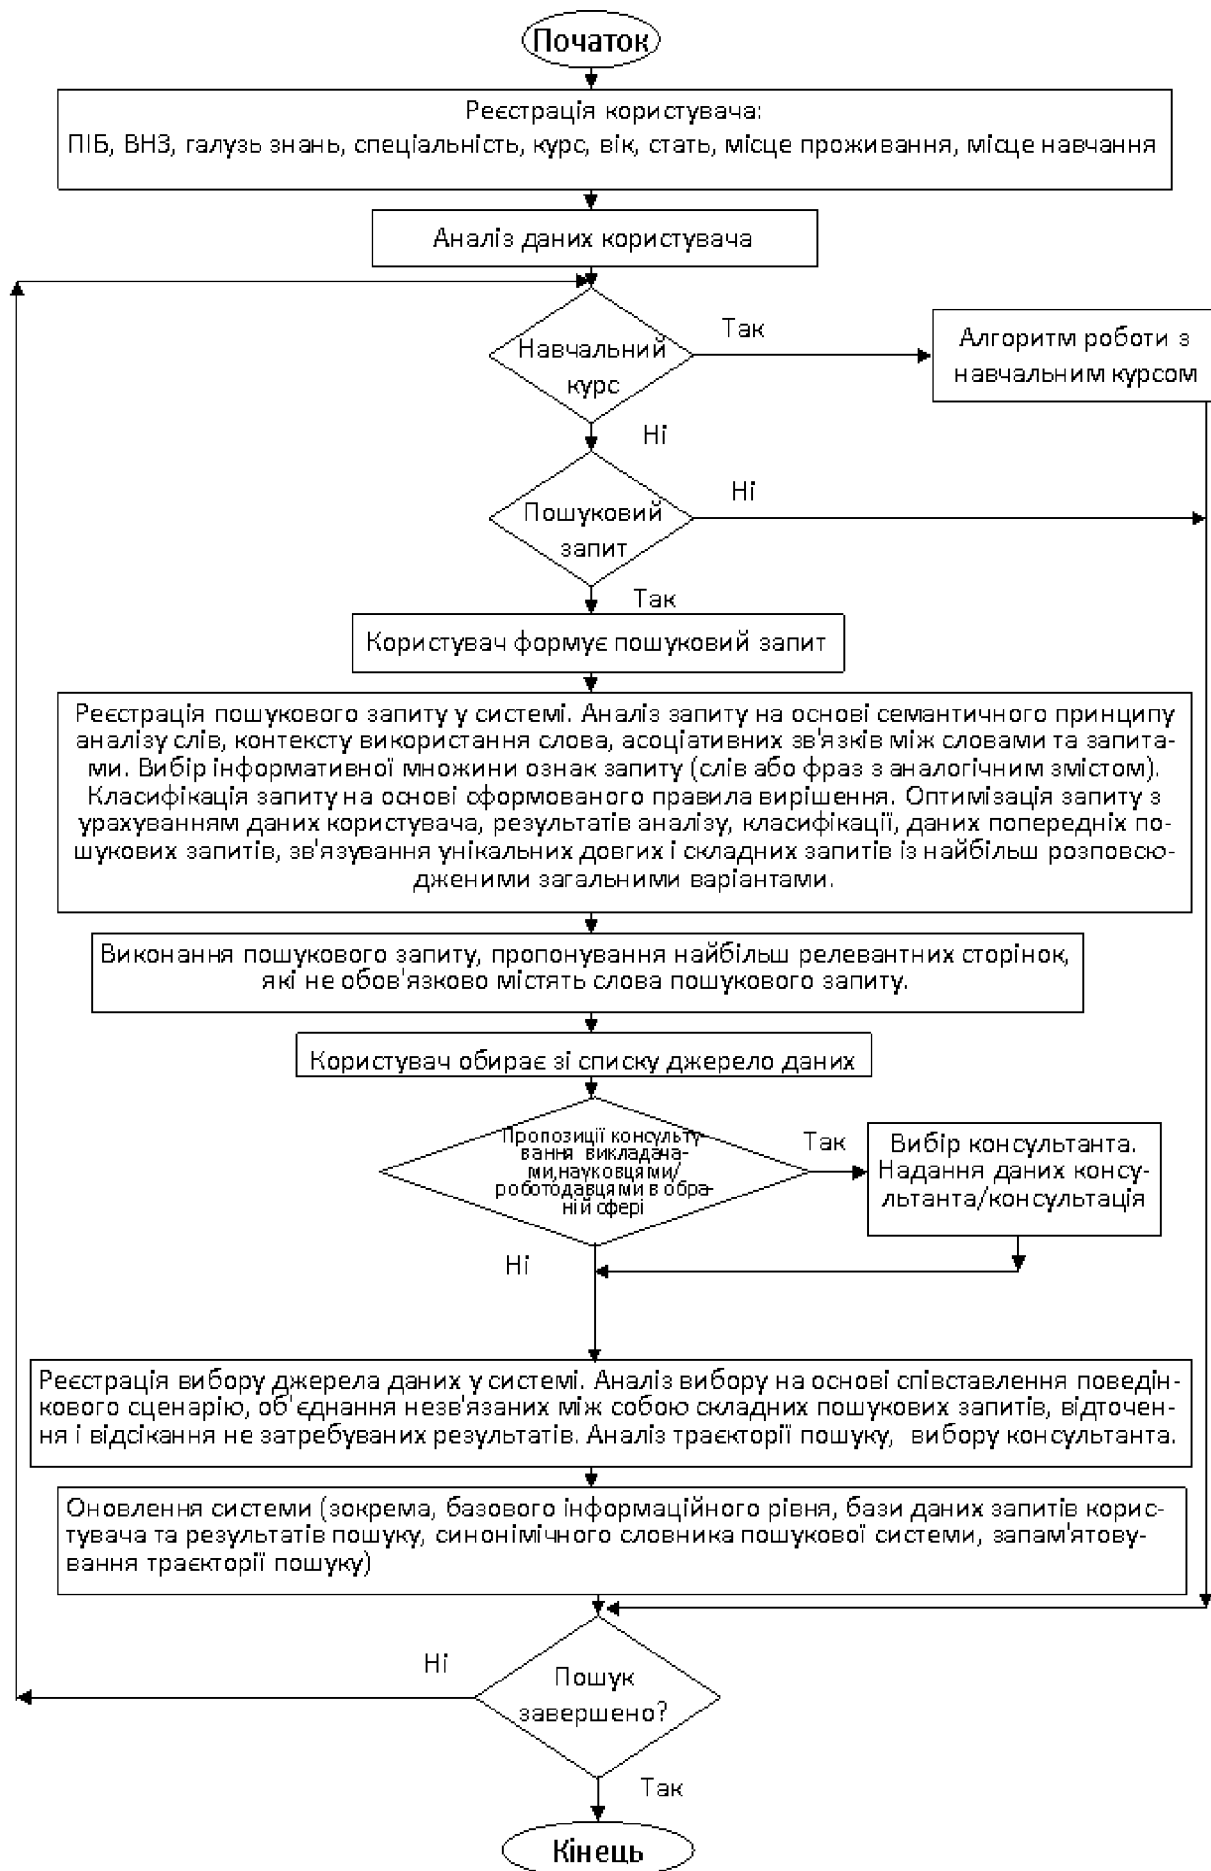 Початок
Реєстрація користувача:
ПІБ, ВНЗ, галузь знань, спеціальність, курс, вік, стать, місце проживання, місце навчання
Аналіз даних користувача
Навчальний
курс
Так
Алгоритм роботи з
навчальним курсом
Ні
Пошуковий
запит
Ні
Так
Користувач формує пошуковий запит
Реєстрація пошукового запиту у системі. Аналіз запиту на основі семантичного принципу
аналізу слів, контексту використання слова, асоціативних зв'язків між словами та запита-
ми. Вибір інформативної множини ознак запиту (слів або фраз з аналогічним змістом).
Класифікація запиту на основі сформованого правила вирішення. Оптимізація запиту з
урахуванням даних користувача, результатів аналізу, класифікації, даних попередніх по-
шукових запитів, зв'язування унікальних довгих і складних запитів із найбільш розповсю-
дженими загальними варіантами.
Виконання пошукового запиту, пропонування найбільш релевантних сторінок,
які не обов'язково містять слова пошукового запиту.
Користувач обирає зі списку джерело даних
Пропозиції консульту-
вання викладача-
ми,науковцями/
роботодавцями в обра-
ній сфері
Так
Вибір консультанта.
Надання даних консу-
льтанта/консультація
Ні
Реєстрація вибору джерела даних у системі. Аналіз вибору на основі співставлення поведін-
кового сценарію, об'єднання незв'язаних між собою складних пошукових запитів, відточен-
ня і відсікання не затребуваних результатів. Аналіз траєкторії пошуку, вибору консультанта.
Оновлення системи (зокрема, базового інформаційного рівня, бази даних запитів корис-
тувача та результатів пошуку, синонімічного словника пошукової системи, запам'ятову-
вання траєкторії пошуку)
Ні
Пошук
завершено?
Так
Кінець